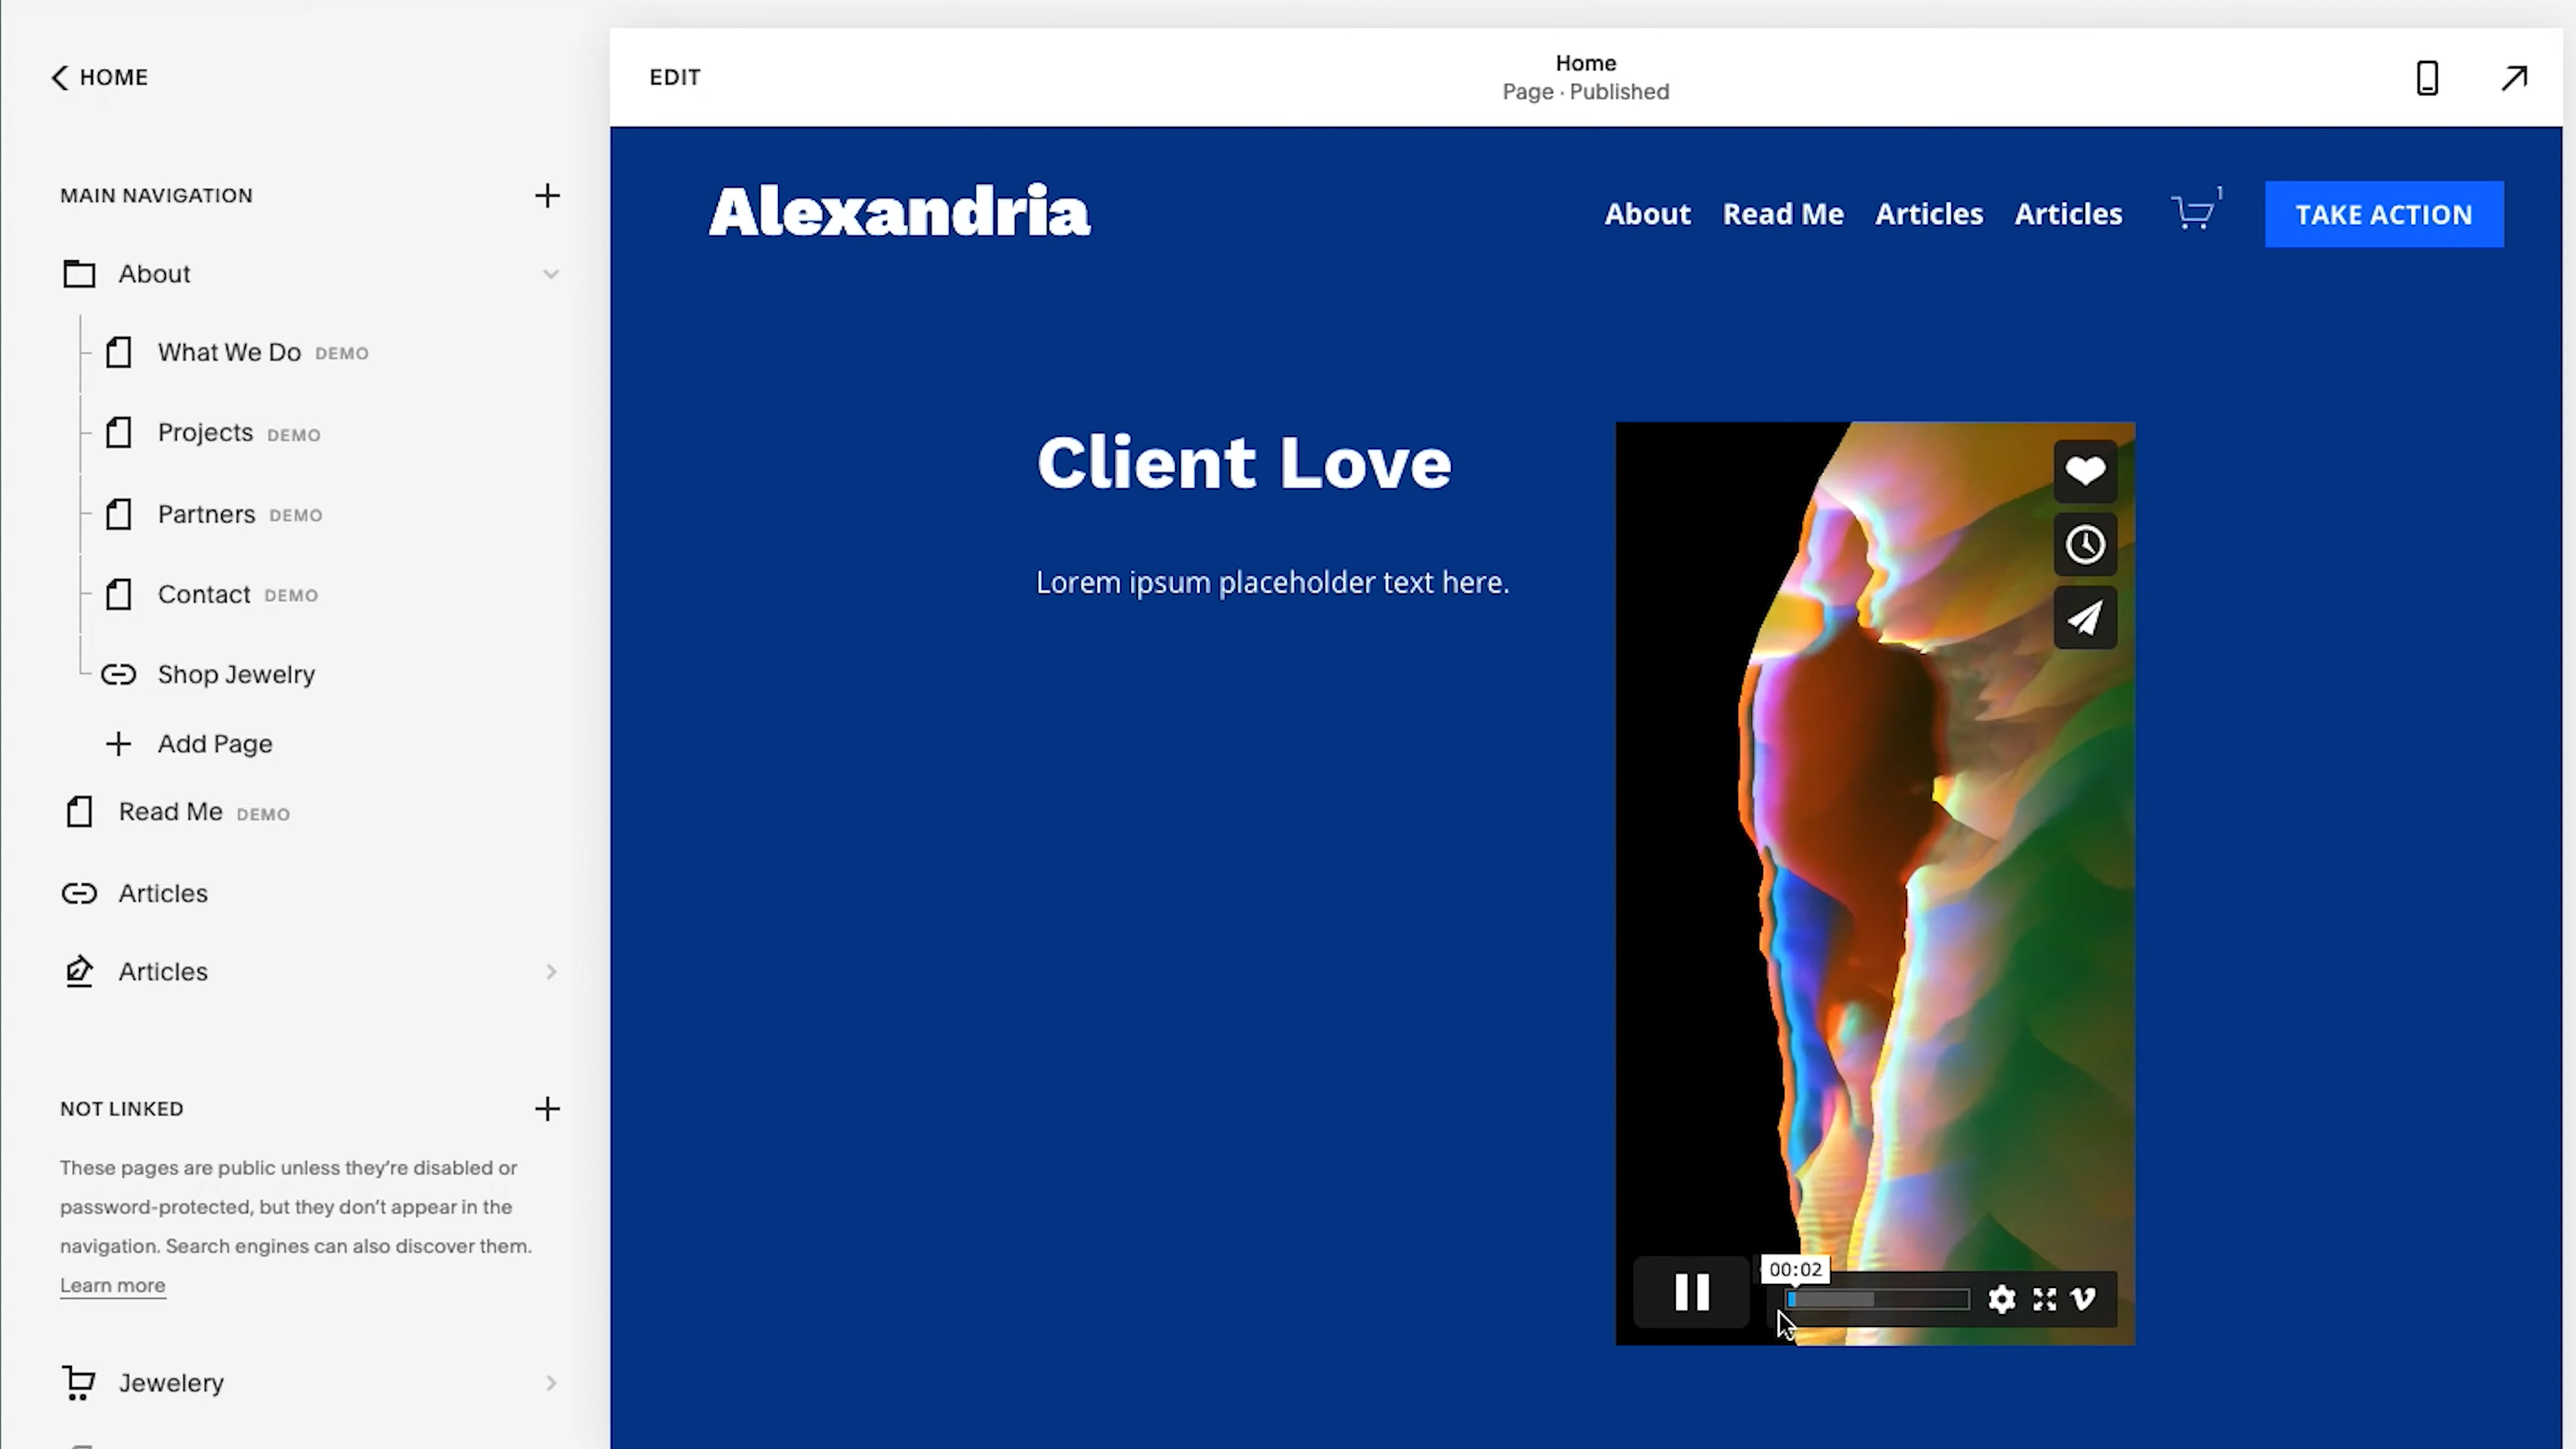 HOME
MAIN NAVIGATION
About
What We Do DEMO
Projects DEMO
Partners DEMO
Contact DEMO
Shop Jewelry
Add Page
Read Me DEMO
Articles
Articles
NOT LINKED
These pages are public unless they’re disabled or
password-protected, but they don’t appear in the
navigation. Search engines can also discover them.
Learn more
Jewelery
EDIT
Home
Page · Published
Alexandria
About Read Me Articles Articles 1 TAKE ACTION
Client Love
Lorem ipsum placeholder text here.
00:02